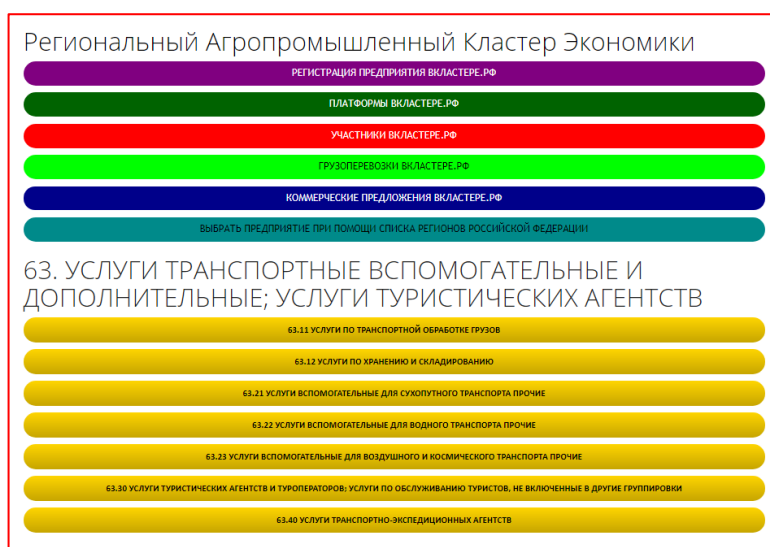 Региональный Агропромышленный Кластер Экономики
РЕГИСТРАЦИЯ ПРЕДПРИЯТИЯ ВКЛАСТЕРЕ.РФ
ПЛАТФОРМЫ ВКЛАСТЕРЕ.РФ
УЧАСТНИКИ ВКЛАСТЕРЕ.РФ
ГРУЗОПЕРЕВОЗКИ ВКЛАСТЕРЕ.РФ
КОММЕРЧЕСКИЕ ПРЕДЛОЖЕНИЯ ВКЛАСТЕРЕ.РФ
ВЫБРАТЬ ПРЕДПРИЯТИЕ ПРИ ПОМОЩИ СПИСКА РЕГИОНОВ РОССИЙСКОЙ ФЕДЕРАЦИИ
63. УСЛУГИ ТРАНСПОРТНЫЕ ВСПОМОГАТЕЛЬНЫЕ И
ДОПОЛНИТЕЛЬНЫЕ; УСЛУГИ ТУРИСТИЧЕСКИХ АГЕНТСТВ
63.11 УСЛУГИ ПО ТРАНСПОРТНОЙ ОБРАБОТКЕ ГРУЗОВ
63.12 УСЛУГИ ПО ХРАНЕНИЮ И СКЛАДИРОВАНИЮ
63.21 УСЛУГИ ВСПОМОГАТЕЛЬНЫЕ ДЛЯ СУХОПУТНОГО ТРАНСПОРТА ПРОЧИЕ
63.22 УСЛУГИ ВСПОМОГАТЕЛЬНЫЕ ДЛЯ ВОДНОГО ТРАНСПОРТА ПРОЧИЕ
63.23 УСЛУГИ ВСПОМОГАТЕЛЬНЫЕ ДЛЯ ВОЗДУШНОГО И КОСМИЧЕСКОГО ТРАНСПОРТА ПРОЧИЕ
63.30 УСЛУГИ ТУРИСТИЧЕСКИХ АГЕНТСТВ И ТУРОПЕРАТОРОВ; УСЛУГИ ПО ОБСЛУЖИВАНИЮ ТУРИСТОВ, НЕ ВКЛЮЧЕННЫЕ В ДРУГИЕ ГРУППИРОВКИ
63.40 УСЛУГИ ТРАНСПОРТНО-ЭКСПЕДИЦИОННЫХ АГЕНТСТВ